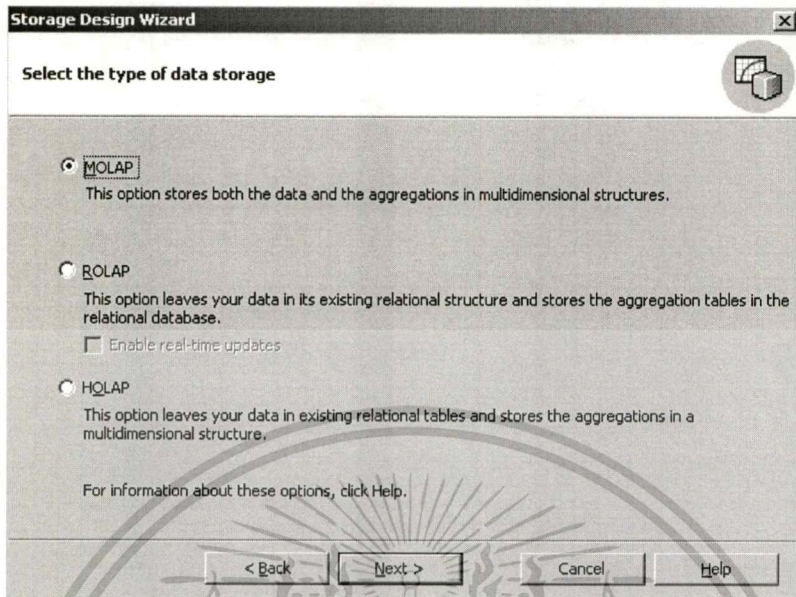 Storage Design Wizard
Select the type of data storage
MOLAP
This option stores both the data and the aggregations in multidimensional structures.
ROLAP
This option leaves your data in its existing relational structure and stores the aggregation tables in the
relational database.
Enable real-time updates
HOLAP
This option leaves your data in existing relational tables and stores the aggregations in a
multidimensional structure.
For information about these options, click Help.
< Back Next > Cancel Help